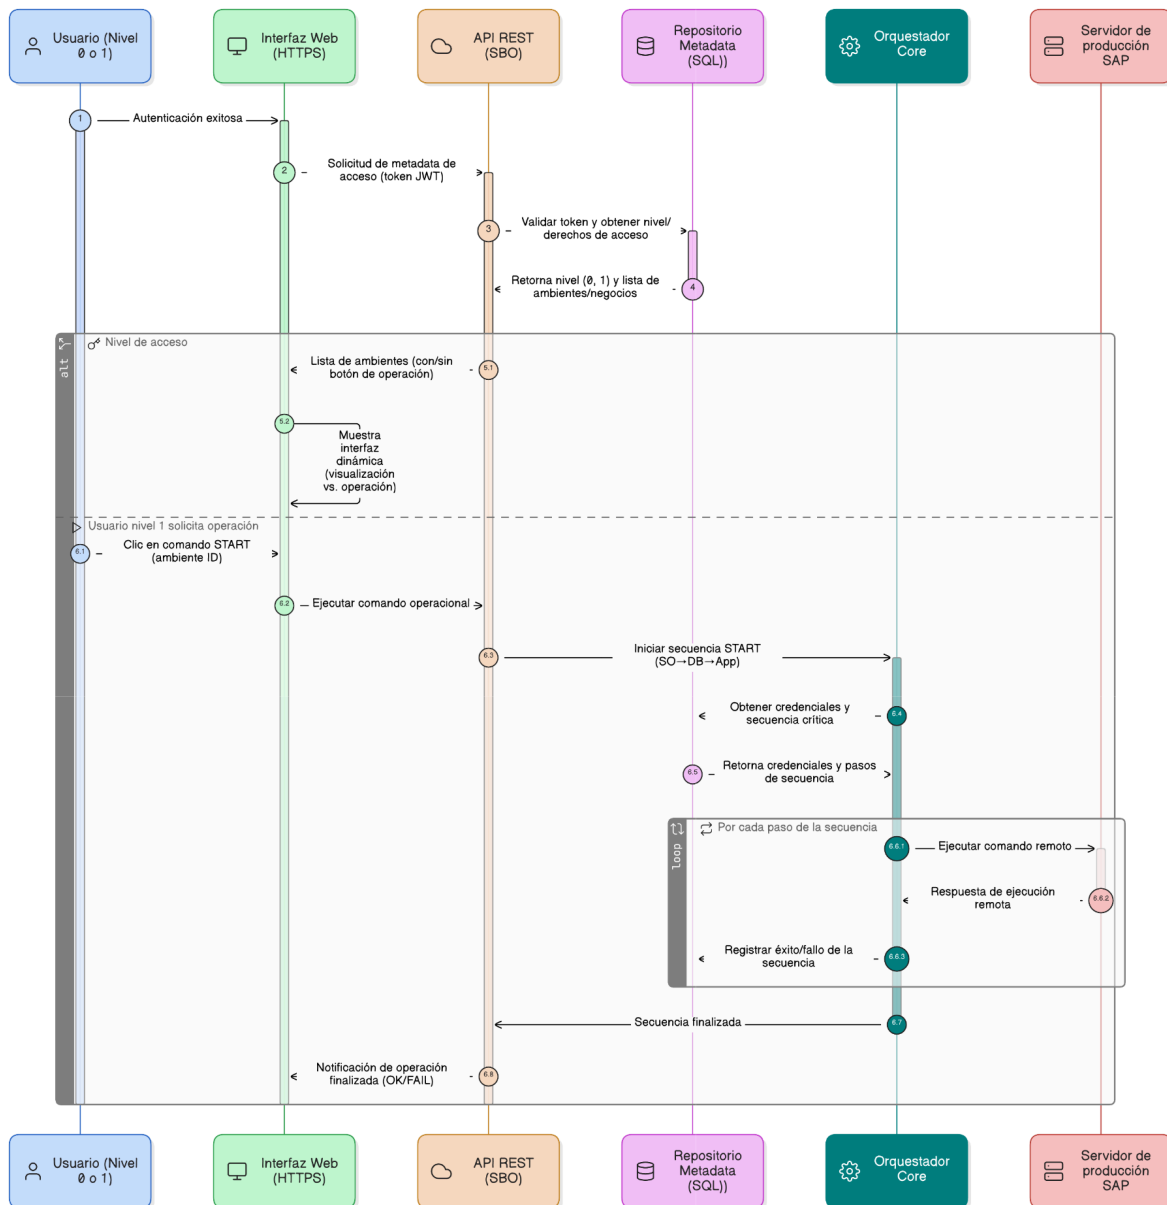 Usuario (Nivel
0 o 1)
Interfaz Web
(HTTPS)
API REST
(SBO)
Repositorio
Metadata
(SQL))
Orquestador
Core
Servidor de
producción
SAP
1
Autenticación exitosa
2
Solicitud de metadata de
acceso (token JWT)
3
Validar token y obtener nivel/
derechos de acceso
Retorna nivel (0, 1) y lista de
ambientes/negocios
4
alt
Nivel de acceso
Lista de ambientes (con/sin
botón de operación)
5.1
5.2
Muestra
interfaz
dinámica
(visualización
vs. operación)
Usuario nivel 1 solicita operación
6.1
Clic en comando START
(ambiente ID)
6.2
Ejecutar comando operacional
6.3
Iniciar secuencia START
(SO→DB→App)
Obtener credenciales y
secuencia crítica
6.4
6.5
Retorna credenciales y pasos
de secuencia
loop
Por cada paso de la secuencia
6.6.1
Ejecutar comando remoto
Respuesta de ejecución
remota
6.6.2
Registrar éxito/fallo de la
secuencia
6.6.3
Secuencia finalizada
6.7
Notificación de operación
finalizada (OK/FAIL)
6.8
Usuario (Nivel
0 o 1)
Interfaz Web
(HTTPS)
API REST
(SBO)
Repositorio
Metadata
(SQL))
Orquestador
Core
Servidor de
producción
SAP